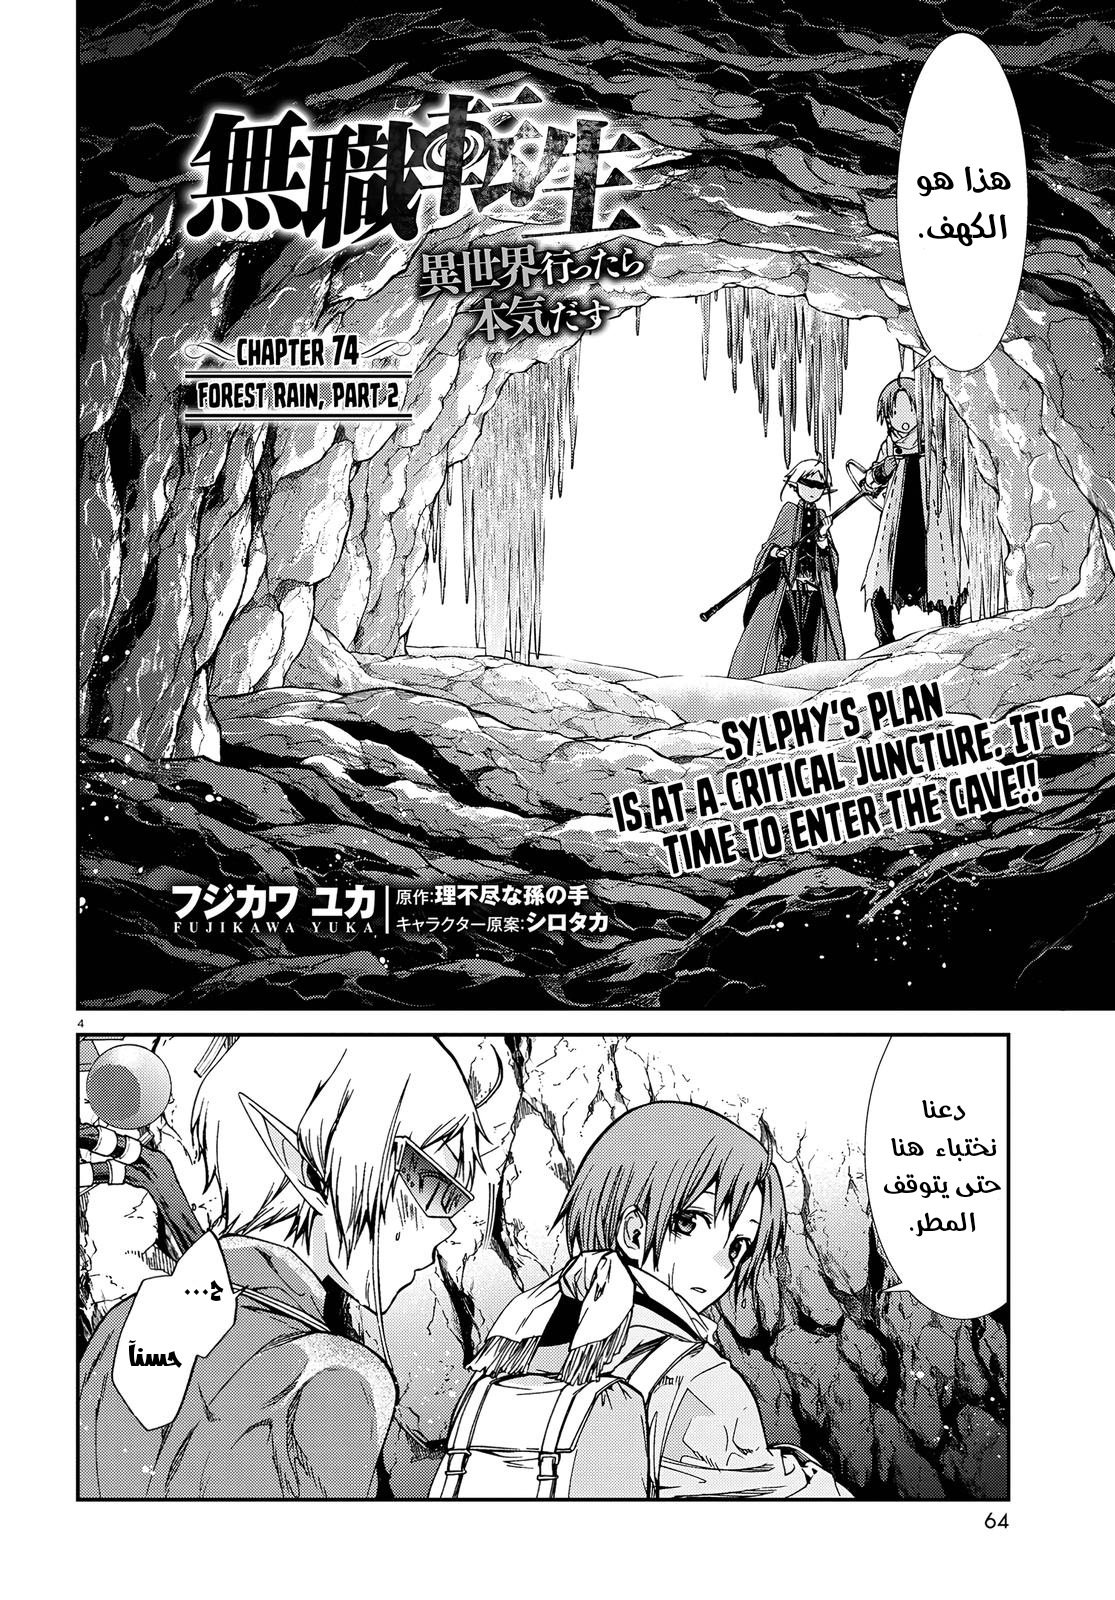 هذا هو
الكهف.
無職転生
異世界行ったら
本気だす
CHAPTER 74
FOREST RAIN, PART 2
SYLPHY'S PLAN
IS AT A CRITICAL JUNCTURE. IT'S
TIME TO ENTER THE CAVE!!
フジカワ ユカ
FUJIKAWA YUKA
原作:理不尽な孫の手
キャラクター原案:シロタカ
4
دعنا
نختباء هنا
حتى يتوقف
المطر.
ح...
حسنآ
64